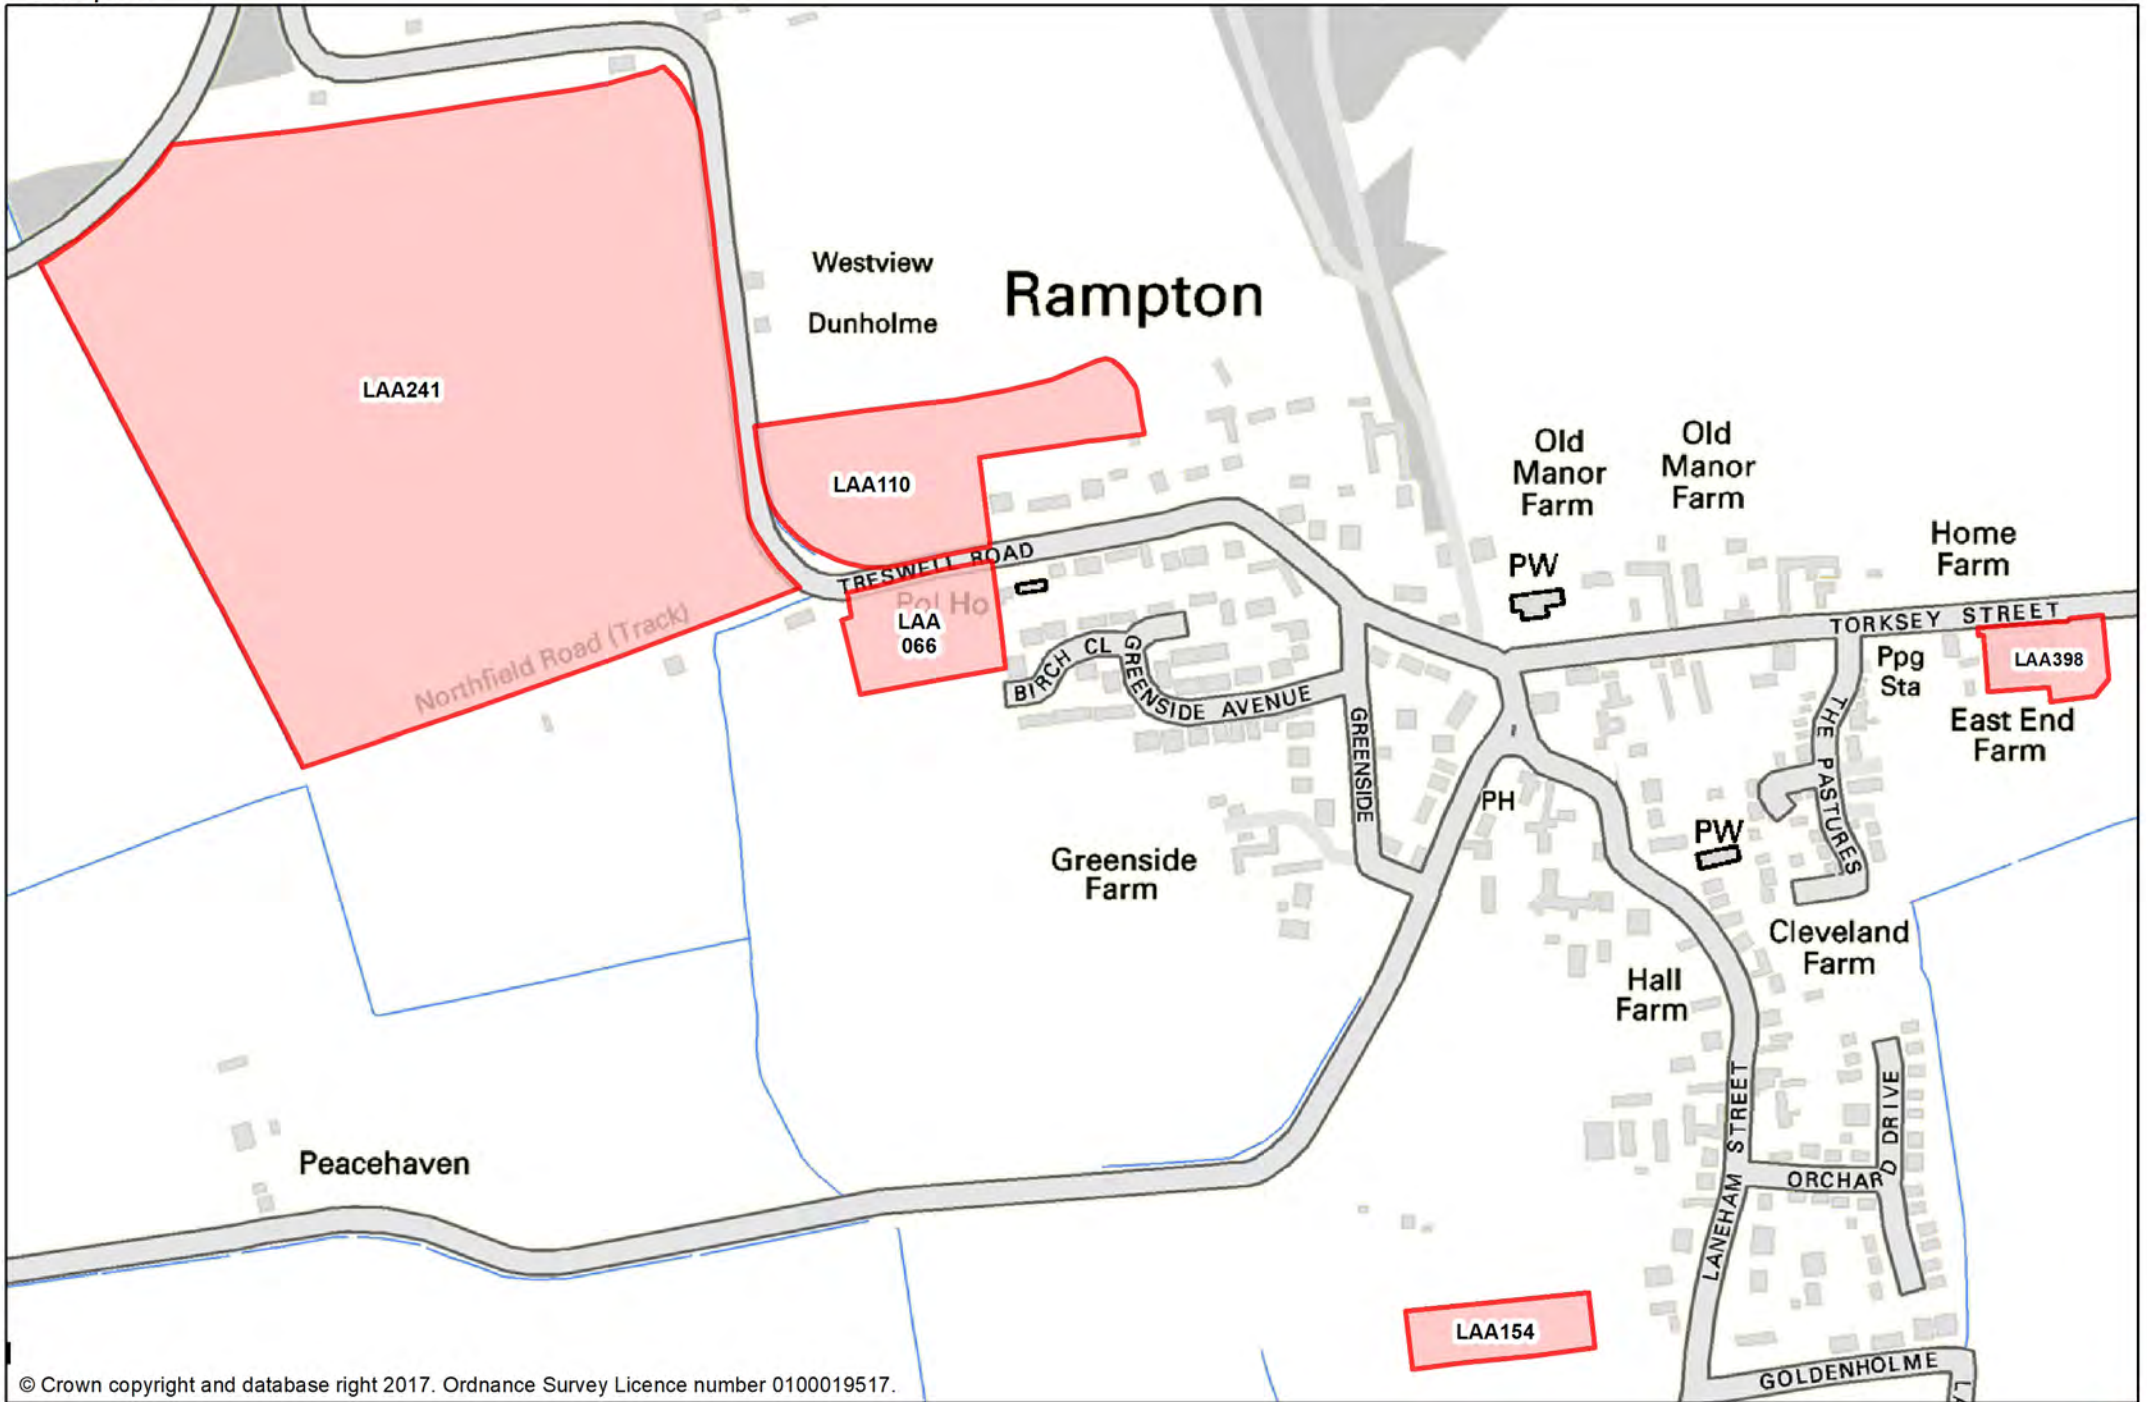 Westview
Dunholme
Rampton
LAA241
LAA110
Old
Manor
Farm
Old
Manor
Farm
Home
Farm
PW
TRESWELL ROAD
Pol Ho
LAA
066
Northfield Road (Track)
BIRCH CL
GREENSIDE AVENUE
GREENSIDE
TORKSEY STREET
Ppg
Sta
LAA398
East End
Farm
THE PASTURES
PH
PW
Greenside
Farm
Cleveland
Farm
Hall
Farm
Peacehaven
LANEHAM STREET
ORCHARD DRIVE
LAA154
GOLDENHOLME
LA
© Crown copyright and database right 2017. Ordnance Survey Licence number 0100019517.